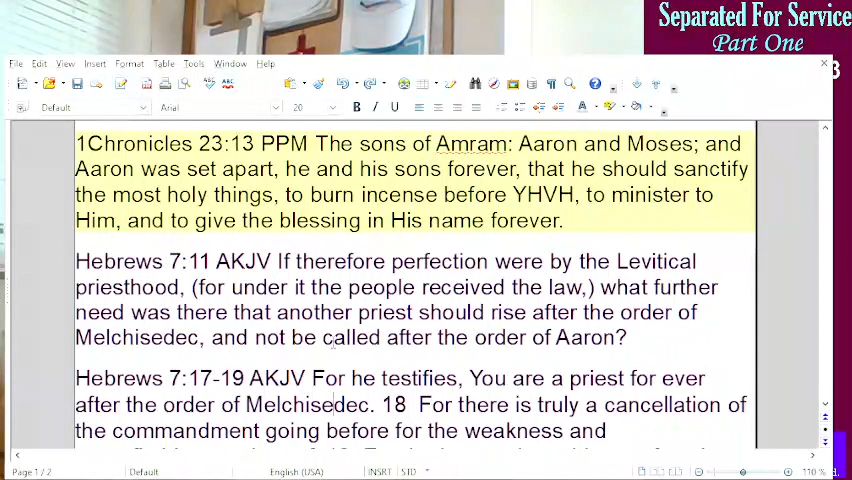 Separated For Service
Part One
File Edit View Insert Format Table Tools Window Help
Default Arial 20
1Chronicles 23:13 PPM The sons of Amram: Aaron and Moses; and
Aaron was set apart, he and his sons forever, that he should sanctify
the most holy things, to burn incense before YHVH, to minister to
Him, and to give the blessing in His name forever.
Hebrews 7:11 AKJV If therefore perfection were by the Levitical
priesthood, (for under it the people received the law,) what further
need was there that another priest should rise after the order of
Melchisedec, and not be called after the order of Aaron?
Hebrews 7:17-19 AKJV For he testifies, You are a priest for ever
after the order of Melchisedec. 18 For there is truly a cancellation of
the commandment going before for the weakness and
Page 1 / 2 Default English (USA) INSRT STD 110 %